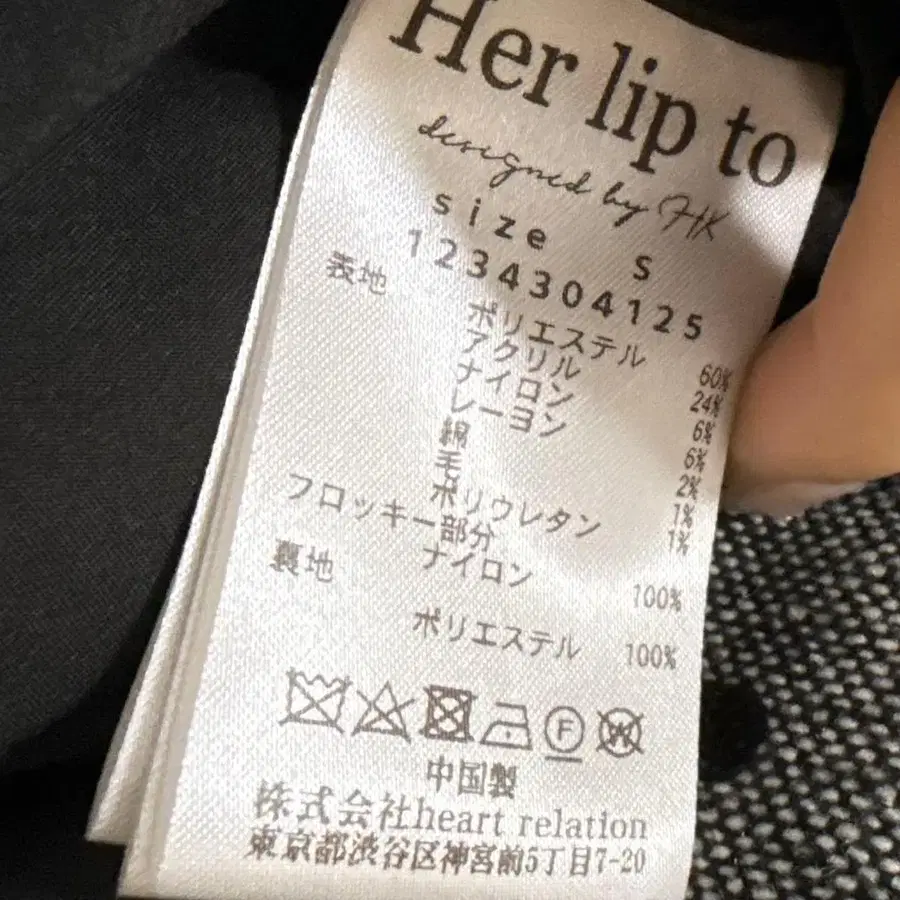 Her lip to
designed by HK
size S
1234304125
表地 ポリエステル 60%
アクリル 24%
ナイロン 6%
レーヨン 6%
綿 2%
毛 1%
ポリウレタン 1%
フロッキー部分
ナイロン 100%
裏地
ポリエステル 100%
F W
中国製
株式会社heart relation
東京都渋谷区神宮前5丁目7-20